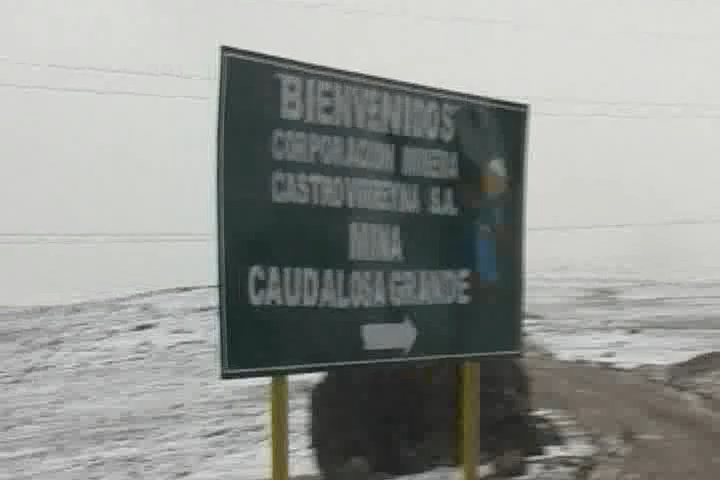 BIENVENIDOS
CORPORACION MINERA
CASTROVIRREYNA S.A.
MINA
CAUDALOSA GRANDE